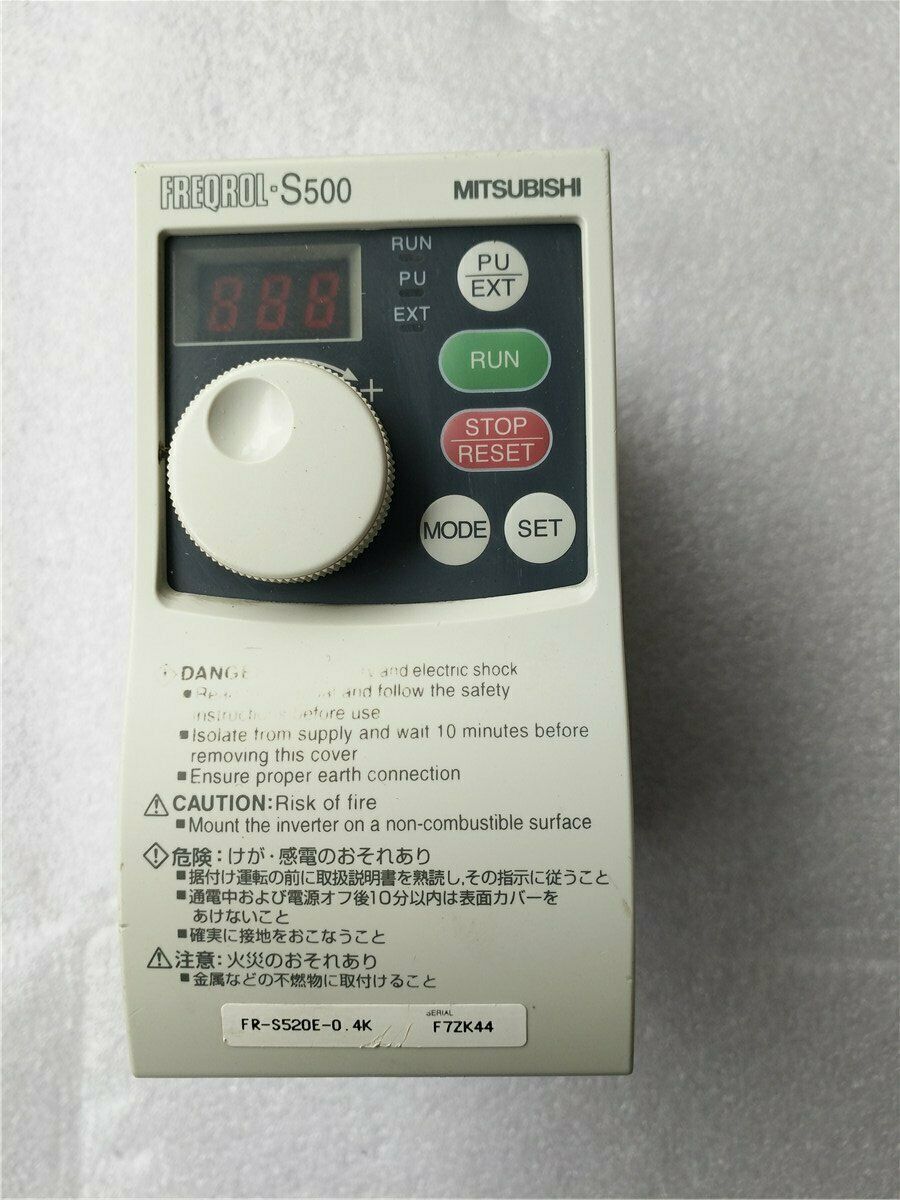 FREQROL-S500 MITSUBISHI
888
RUN
PU
EXT
PU
EXT
RUN
+
STOP
RESET
MODE SET
and electric shock
and follow the safety
before use
■Isolate from supply and wait 10 minutes before
removing this cover
■Ensure proper earth connection
⚠CAUTION:Risk of fire
■Mount the inverter on a non-combustible surface
危険:けが・感電のおそれあり
■据付け運転の前に取扱説明書を熟読し,その指示に従うこと
■通電中および電源オフ後10分以内は表面カバーを
あけないこと
■確実に接地をおこなうこと
⚠注意:火災のおそれあり
■金属などの不燃物に取付けること
SERIAL
FR-S520E-0.4K F7ZK44